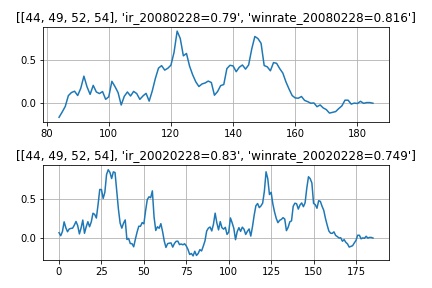 [[44, 49, 52, 54], 'ir_20080228=0.79', 'winrate_20080228=0.816']
0.5
0.0
80 100 120 140 160 180
[[44, 49, 52, 54], 'ir_20020228=0.83', 'winrate_20020228=0.749']
0.5
0.0
0 25 50 75 100 125 150 175